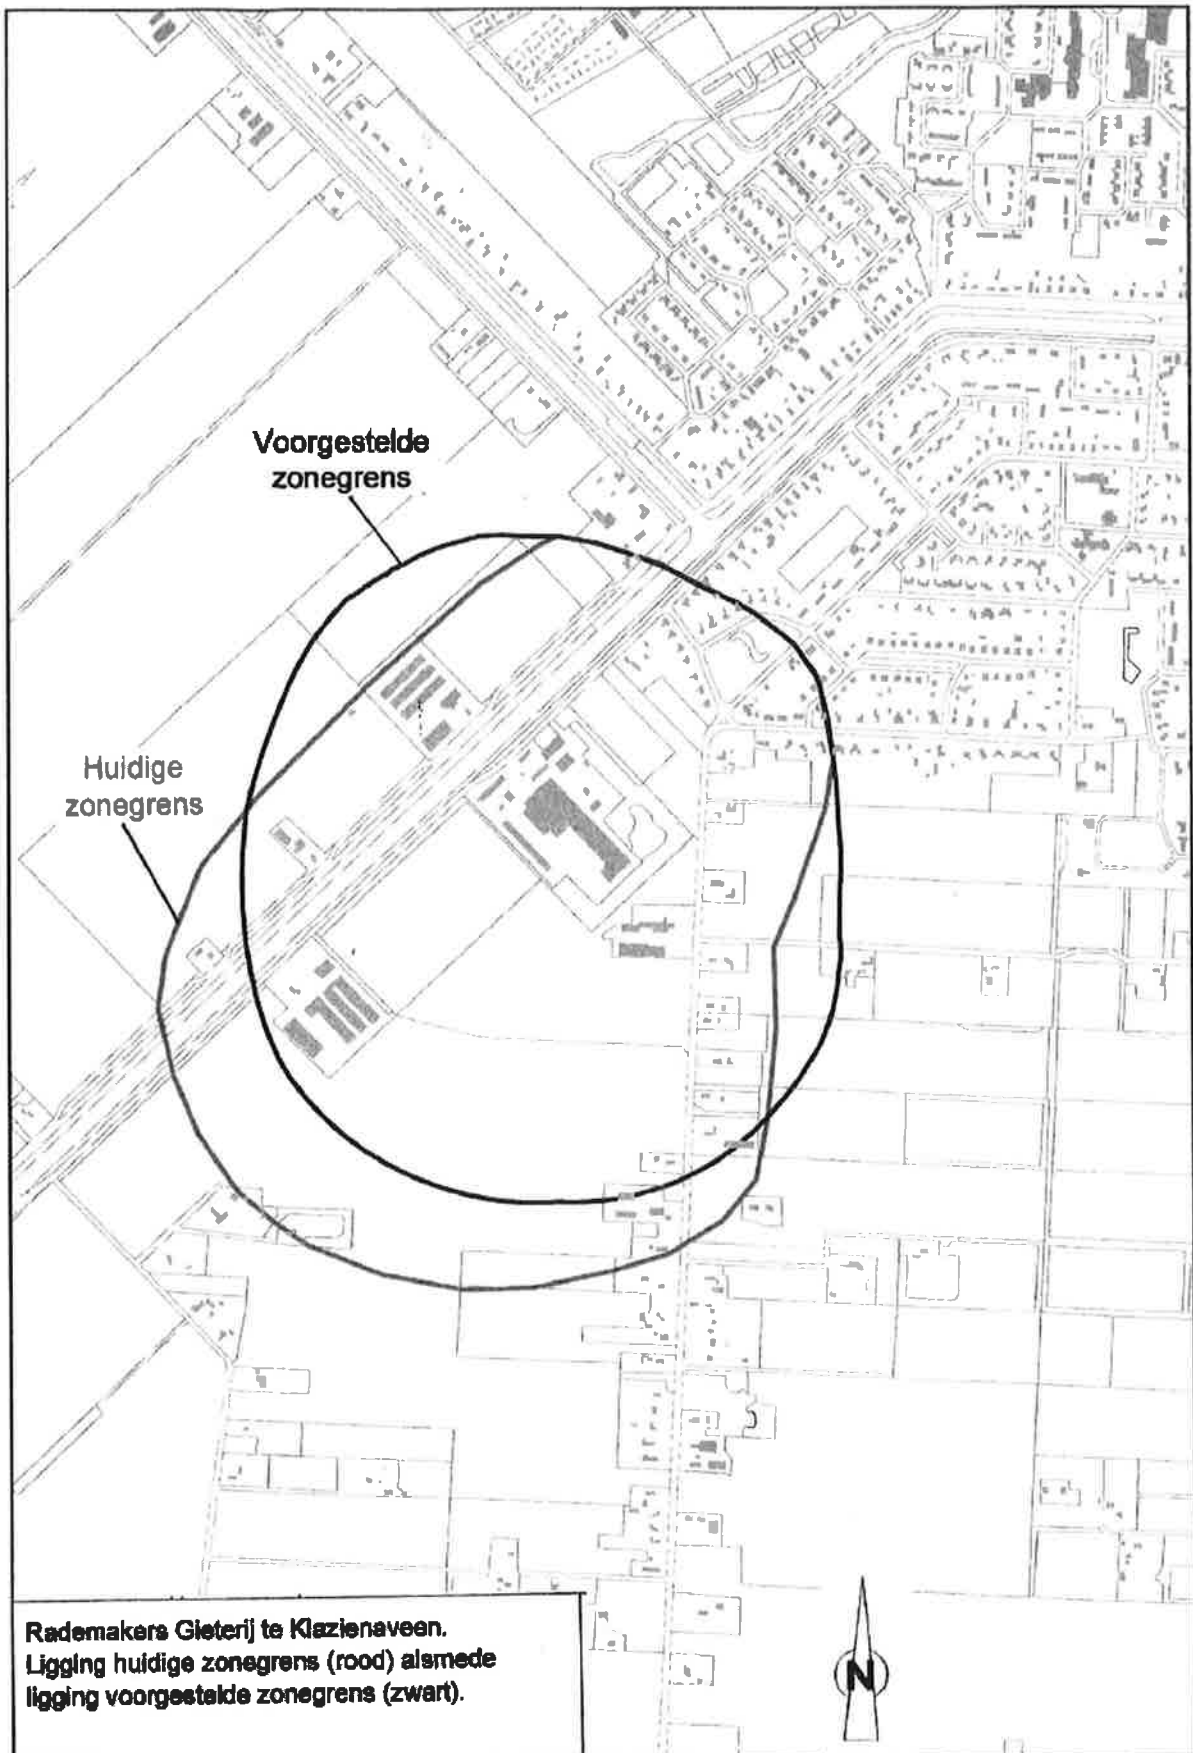 Voorgestelde
zonegrens
Huidige
zonegrens
Rademakers Gieterij te Klazienaveen.
Ligging huidige zonegrens (rood) alsmede
ligging voorgestelde zonegrens (zwart).
N